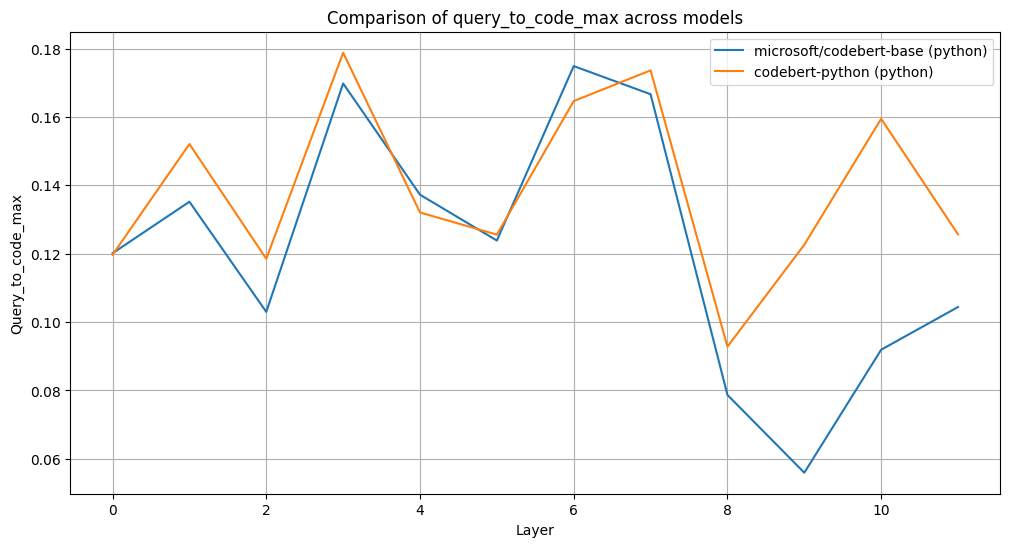 Comparison of query_to_code_max across models
microsoft/codebert-base (python)
codebert-python (python)
Query_to_code_max
0.18
0.16
0.14
0.12
0.10
0.08
0.06
0 2 4 6 8 10
Layer